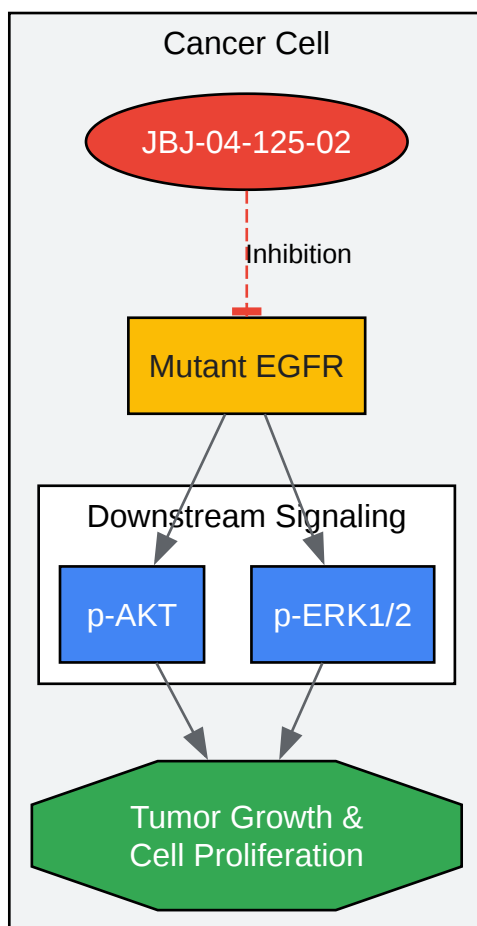 Cancer Cell
JBJ-04-125-02
Inhibition
Mutant EGFR
Downstream Signaling
p-AKT
p-ERK1/2
Tumor Growth &
Cell Proliferation